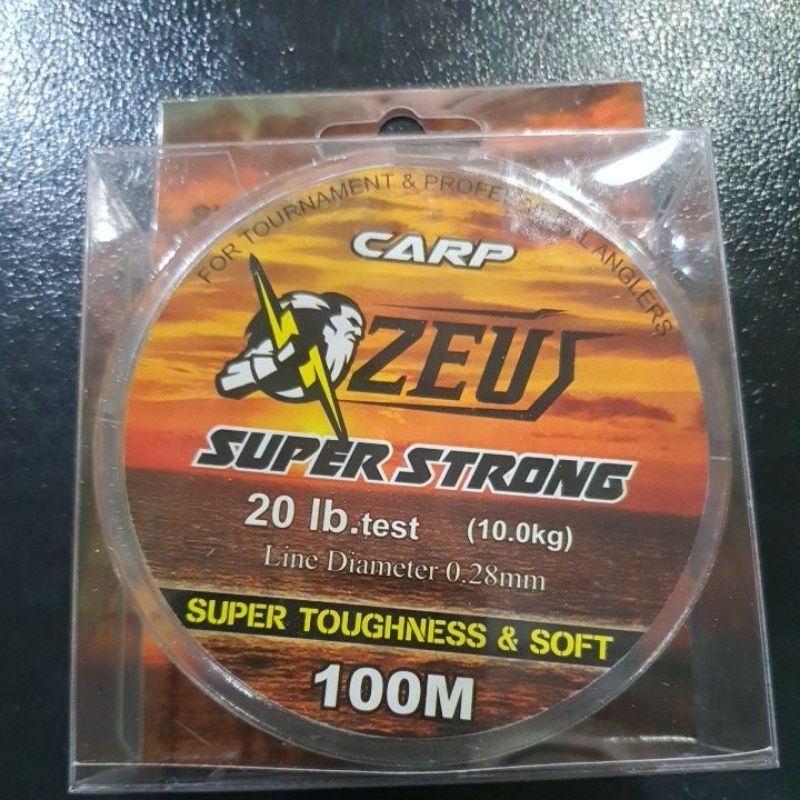 FOR TOURNAMENT & PROFESSIONAL ANGLERS
CARP
ZEUS
SUPER STRONG
20 lb.test (10.0kg)
Line Diameter 0.28mm
SUPER TOUGHNESS & SOFT
100M